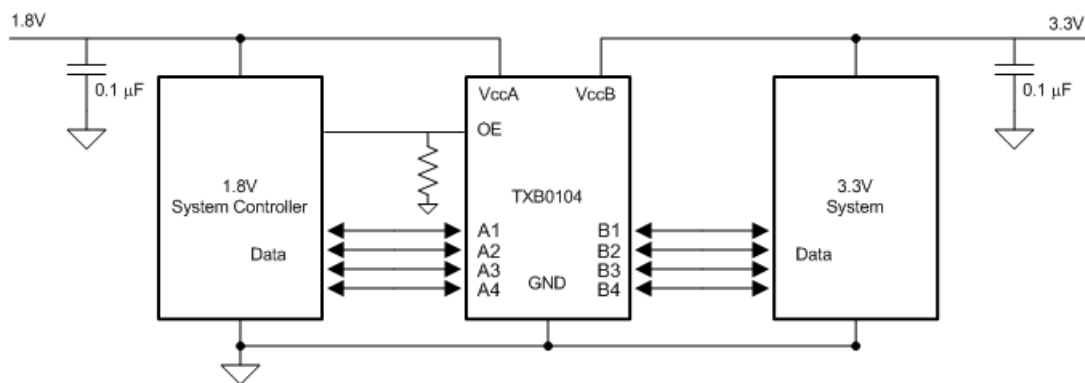 1.8V
3.3V
0.1 µF
VccA
VccB
0.1 µF
OE
1.8V
System Controller
TXB0104
3.3V
System
Data
A1
A2
A3
A4
B1
B2
B3
B4
GND
Data